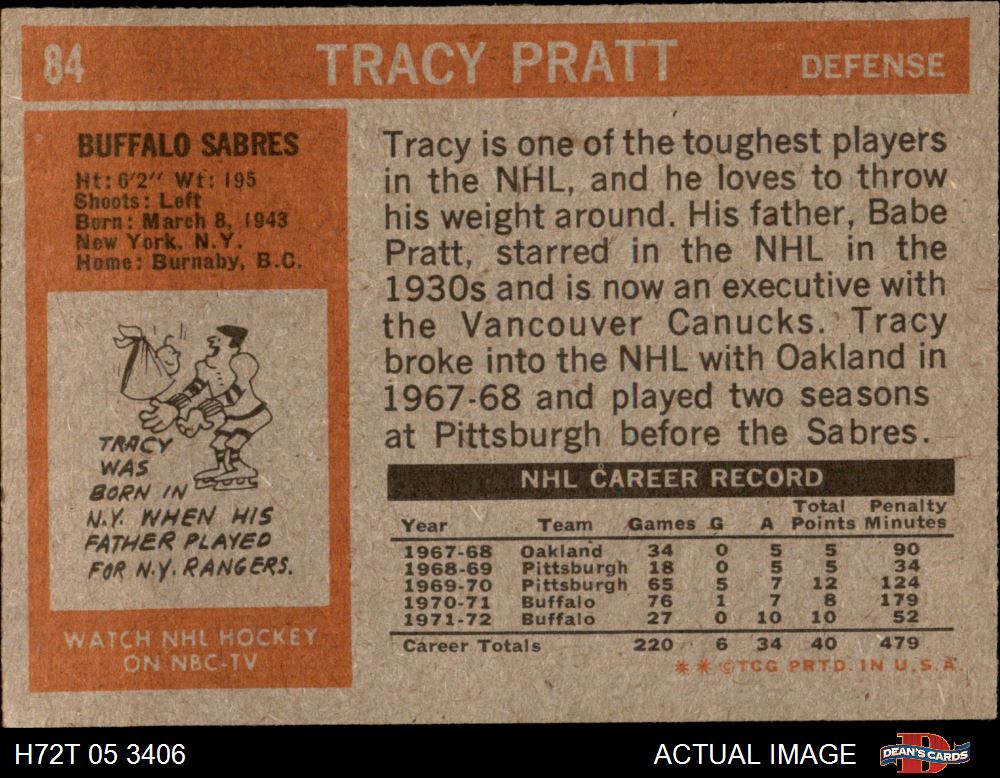 84 TRACY PRATT DEFENSE
BUFFALO SABRES
Ht: 6'2" Wt: 195
Shoots: Left
Born: March 8, 1943
New York, N.Y.
Home: Burnaby, B.C.
TRACY
WAS
BORN IN
N.Y. WHEN HIS
FATHER PLAYED
FOR N.Y. RANGERS.
WATCH NHL HOCKEY
ON NBC-TV
Tracy is one of the toughest players
in the NHL, and he loves to throw
his weight around. His father, Babe
Pratt, starred in the NHL in the
1930s and is now an executive with
the Vancouver Canucks. Tracy
broke into the NHL with Oakland in
1967-68 and played two seasons
at Pittsburgh before the Sabres.
NHL CAREER RECORD
Total Penalty
Year Team Games G A Points Minutes
1967-68 Oakland 34 0 5 5 90
1968-69 Pittsburgh 18 0 5 5 34
1969-70 Pittsburgh 65 5 7 12 124
1970-71 Buffalo 76 1 7 8 179
1971-72 Buffalo 27 0 10 10 52
Career Totals 220 6 34 40 479
**©TCG PRTD. IN U.S.A.
H72T 05 3406 ACTUAL IMAGE DEAN'S CARDS